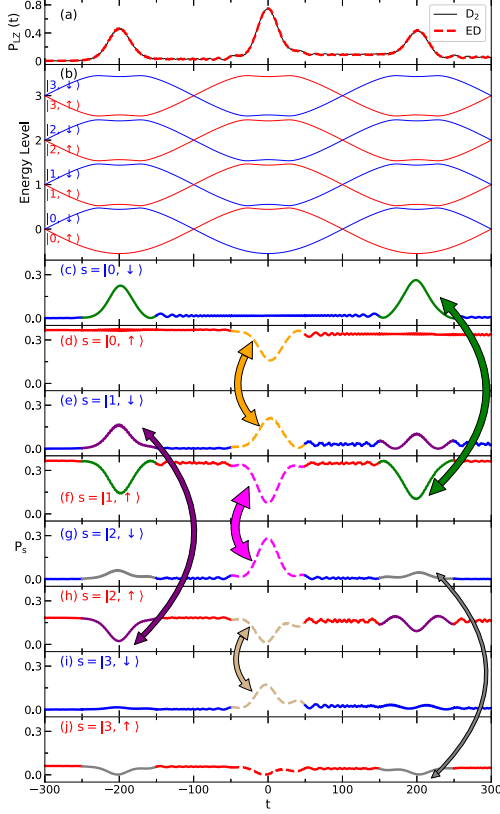 (a)
D₂
ED
0.8
0.4
0.0
P_LZ (t)
(b)
|3, ↓⟩
|3, ↑⟩
|2, ↓⟩
|2, ↑⟩
|1, ↓⟩
|1, ↑⟩
|0, ↓⟩
|0, ↑⟩
3
2
1
0
Energy Level
(c) s = |0, ↓⟩
0.3
0.0
(d) s = |0, ↑⟩
0.3
0.0
(e) s = |1, ↓⟩
0.3
0.0
(f) s = |1, ↑⟩
0.3
0.0
P_s
(g) s = |2, ↓⟩
0.3
0.0
(h) s = |2, ↑⟩
0.3
0.0
(i) s = |3, ↓⟩
0.3
0.0
(j) s = |3, ↑⟩
0.3
0.0
−300 −200 −100 0 100 200 300
t